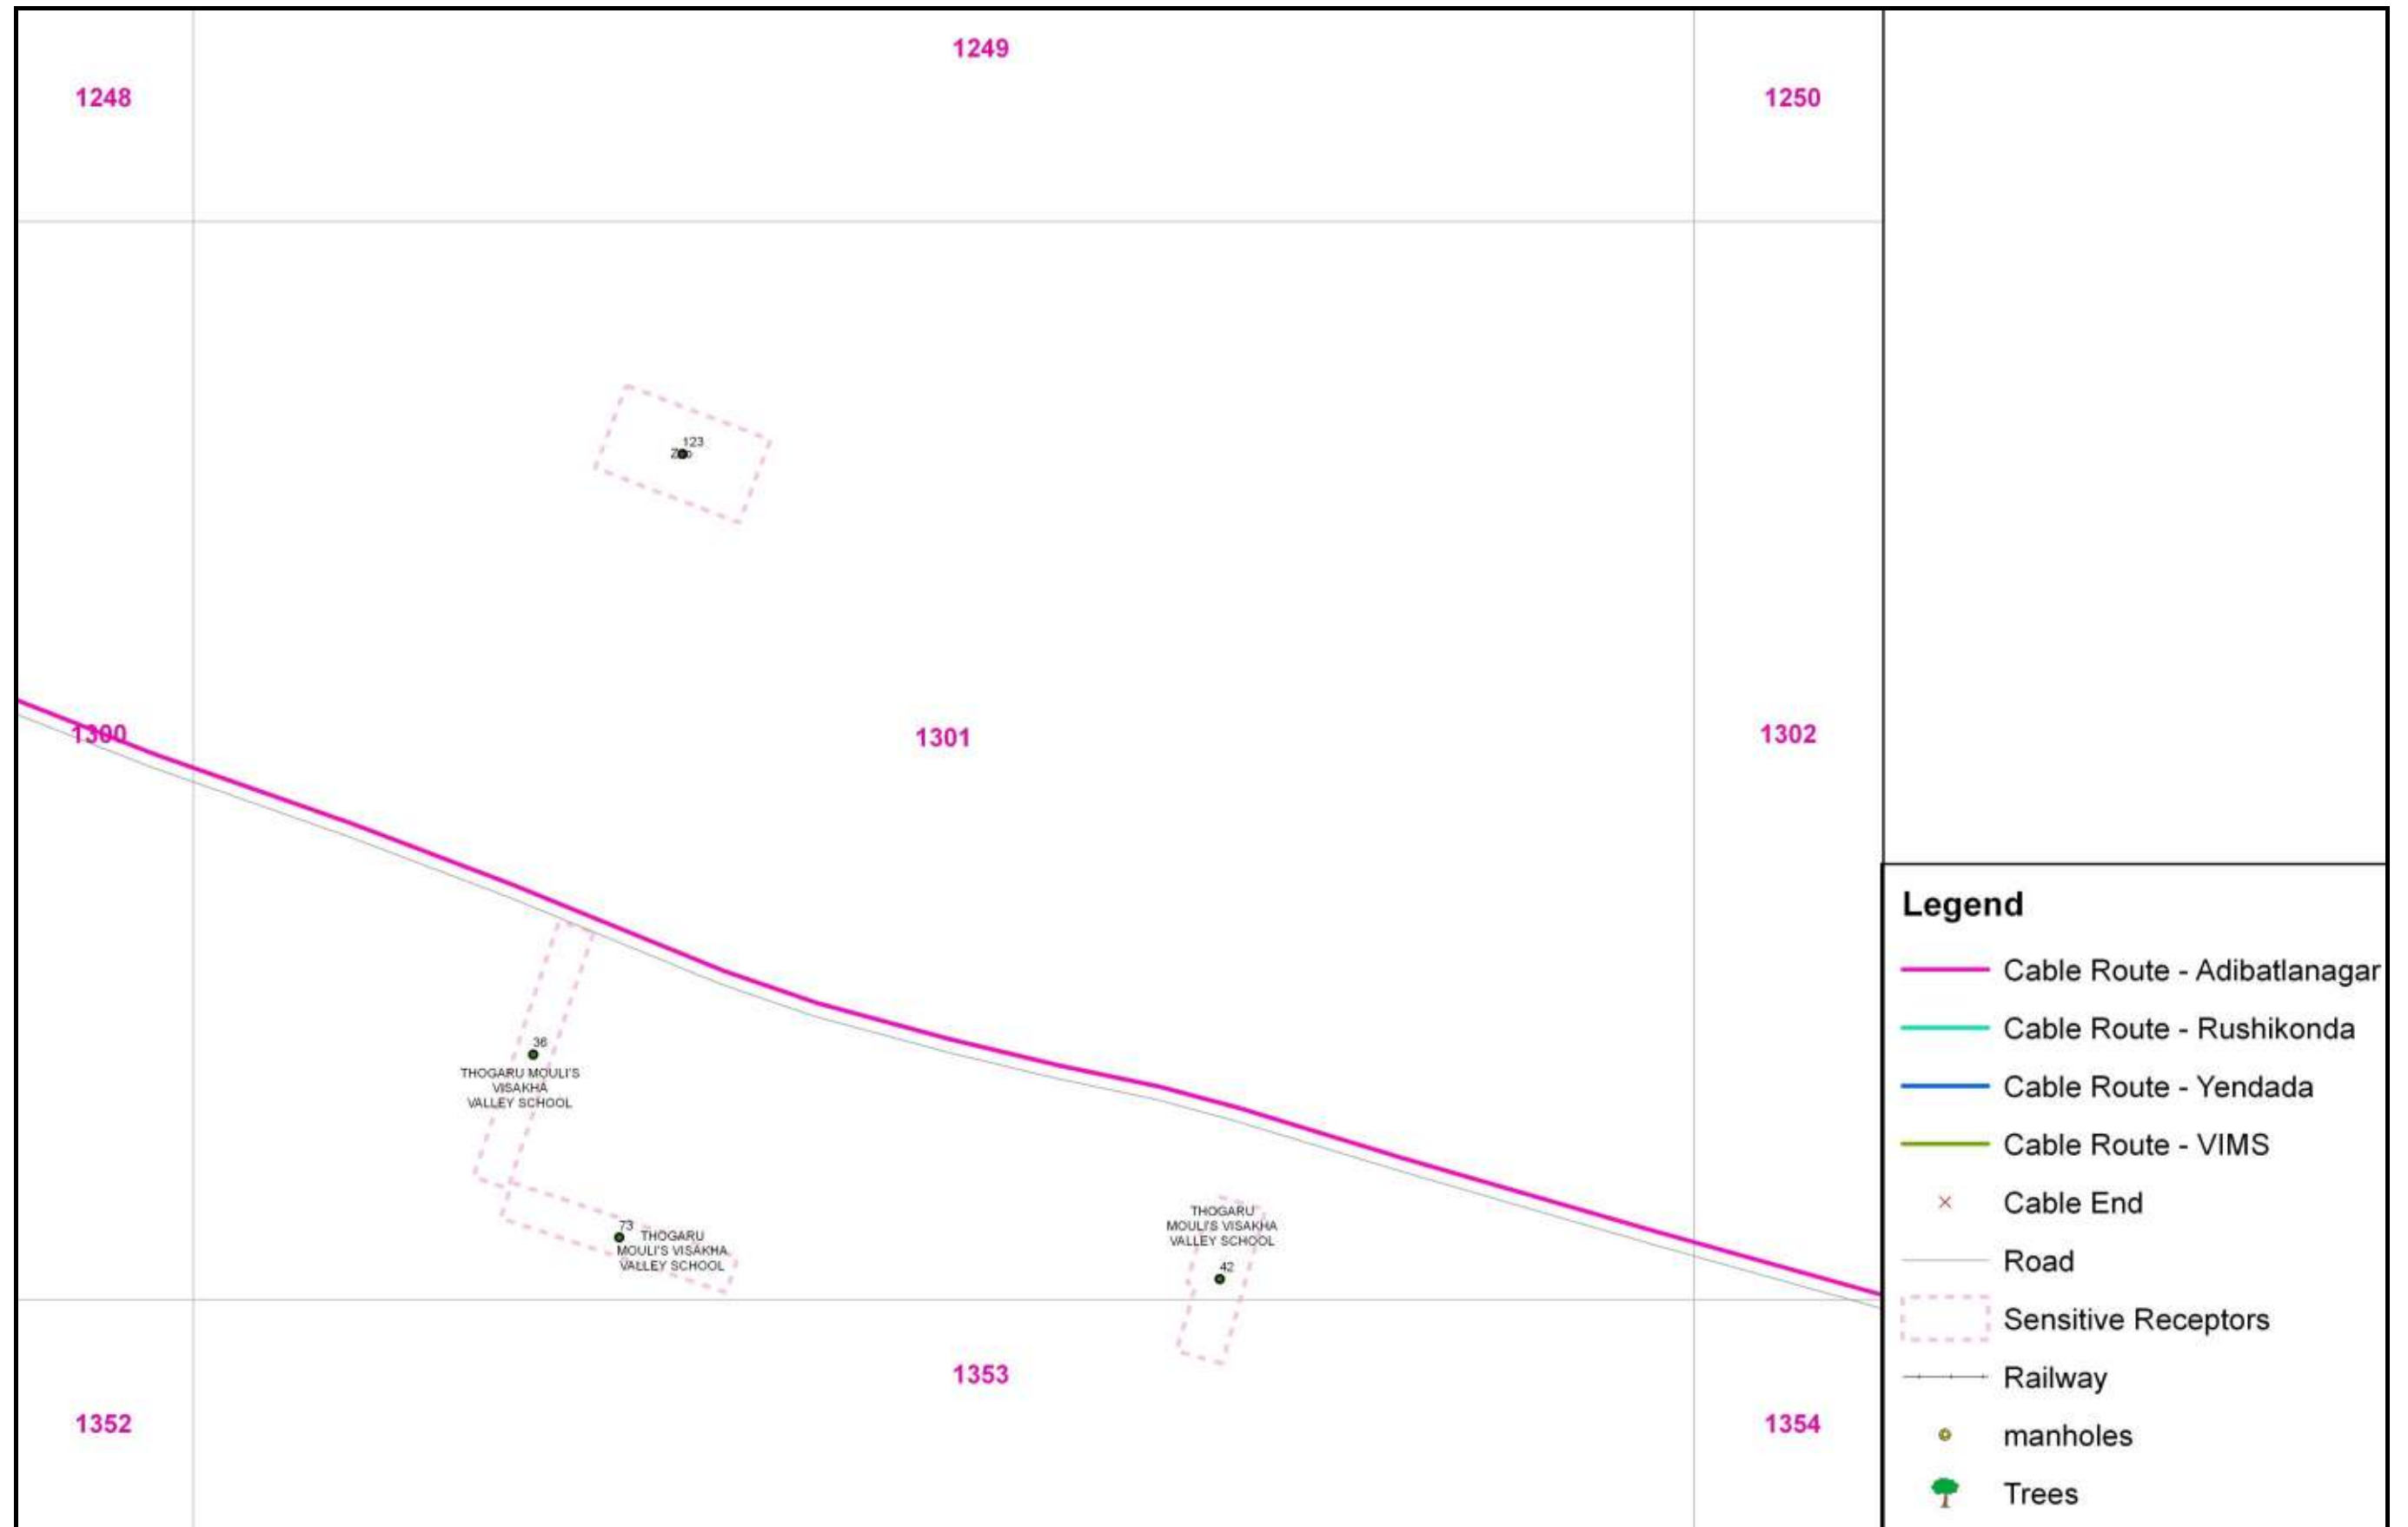 1249
1248
1250
123
Zoo
1300
1301
1302
36
THOGARU MOULI'S
VISAKHA
VALLEY SCHOOL
73
THOGARU
MOULI'S VISAKHA
VALLEY SCHOOL
THOGARU
MOULI'S VISAKHA
VALLEY SCHOOL
42
1353
1352
1354
Legend
Cable Route - Adibatlanagar
Cable Route - Rushikonda
Cable Route - Yendada
Cable Route - VIMS
Cable End
Road
Sensitive Receptors
Railway
manholes
Trees